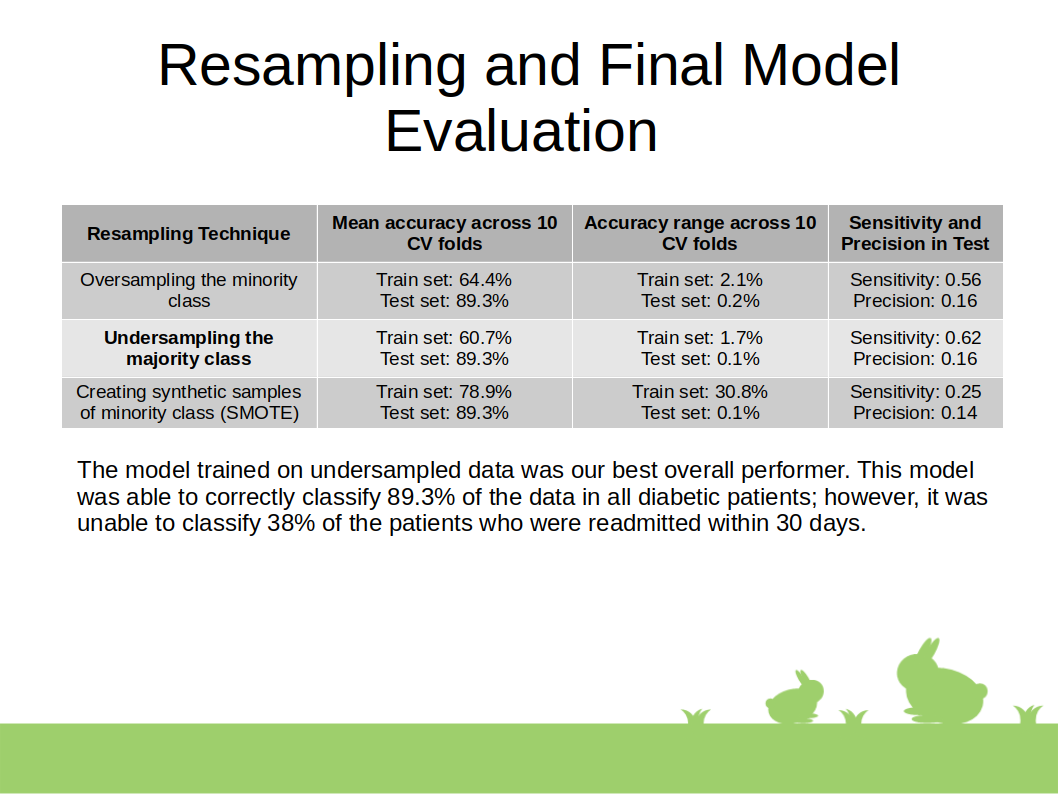 Resampling and Final Model
Evaluation
Resampling Technique
Mean accuracy across 10
CV folds
Accuracy range across 10
CV folds
Sensitivity and
Precision in Test
Oversampling the minority
class
Train set: 64.4%
Test set: 89.3%
Train set: 2.1%
Test set: 0.2%
Sensitivity: 0.56
Precision: 0.16
Undersampling the
majority class
Train set: 60.7%
Test set: 89.3%
Train set: 1.7%
Test set: 0.1%
Sensitivity: 0.62
Precision: 0.16
Creating synthetic samples
of minority class (SMOTE)
Train set: 78.9%
Test set: 89.3%
Train set: 30.8%
Test set: 0.1%
Sensitivity: 0.25
Precision: 0.14
The model trained on undersampled data was our best overall performer. This model
was able to correctly classify 89.3% of the data in all diabetic patients; however, it was
unable to classify 38% of the patients who were readmitted within 30 days.